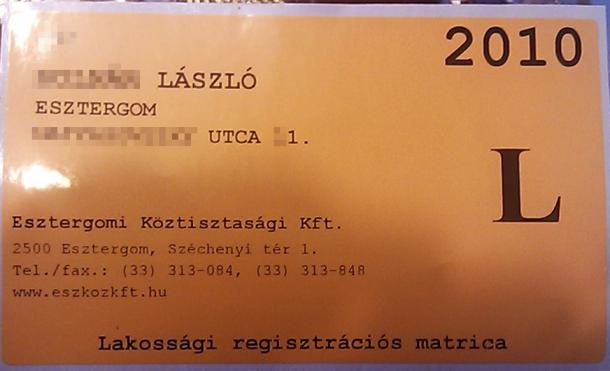 2010
LÁSZLÓ
ESZTERGOM
UTCA 1.
L
Esztergomi Köztisztasági Kft.
2500 Esztergom, Széchenyi tér 1.
Tel./fax.: (33) 313-084, (33) 313-848
www.eszkozkft.hu
Lakossági regisztrációs matrica